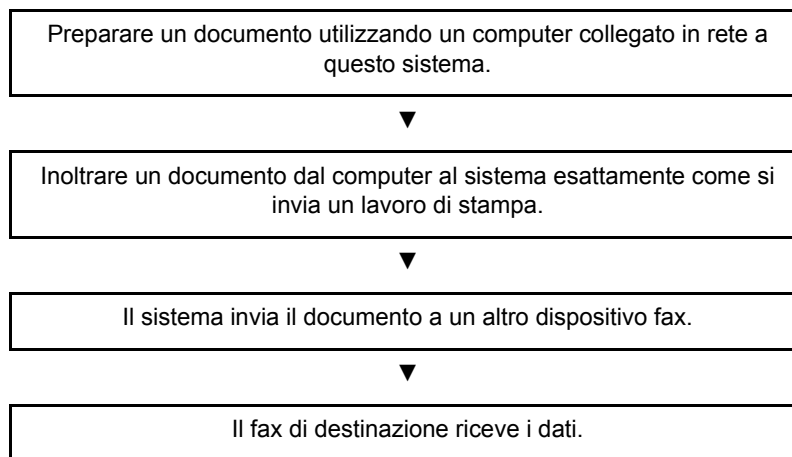 Preparare un documento utilizzando un computer collegato in rete a
questo sistema.
▼
Inoltrare un documento dal computer al sistema esattamente come si
invia un lavoro di stampa.
▼
Il sistema invia il documento a un altro dispositivo fax.
▼
Il fax di destinazione riceve i dati.